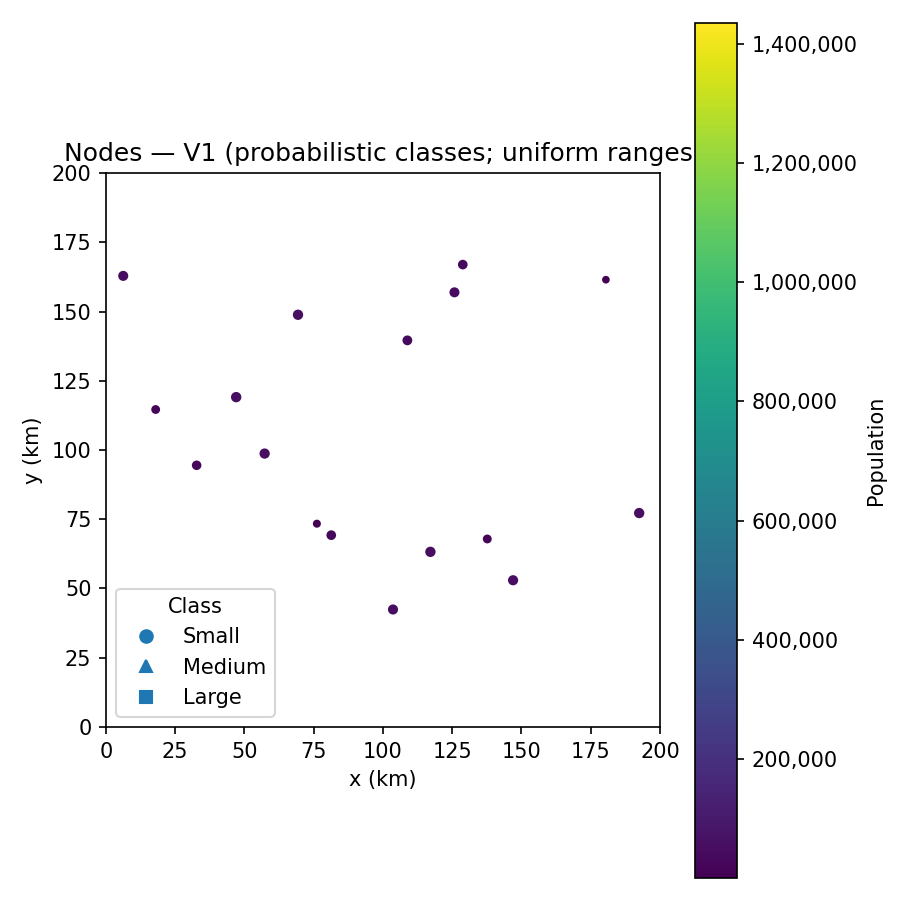 Nodes — V1 (probabilistic classes; uniform ranges
200
175
150
125
100
75
50
25
0
y (km)
0 25 50 75 100 125 150 175 200
x (km)
Class
Small
Medium
Large
1,400,000
1,200,000
1,000,000
800,000
600,000
400,000
200,000
Population